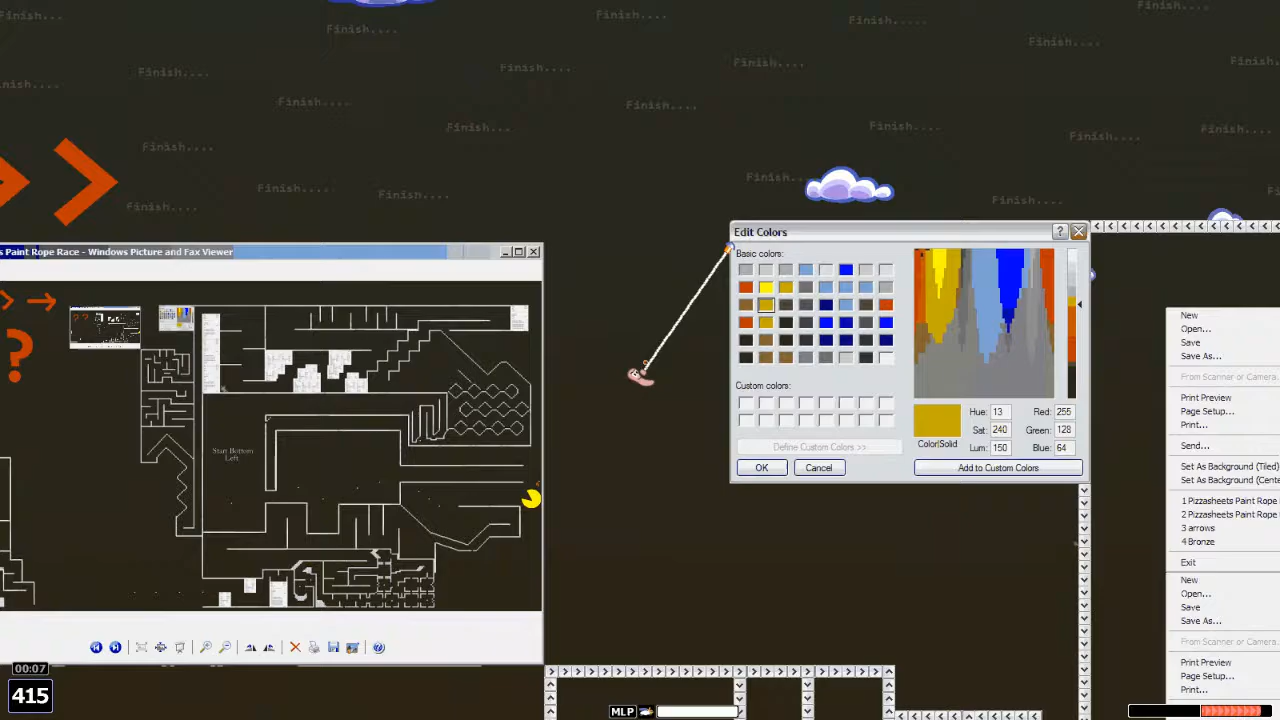 Finish....
Finish....
Finish....
Finish....
Finish....
Finish....
Finish....
Finish....
Finish....
Finish....
Finish....
Finish....
Finish....
Finish....
Finish...
Finish....
Finish....
Finish....
Finish....
Finish....
Finish....
Finish....
Finish....
Finish....
Edit Colors
s Paint Rope Race - Windows Picture and Fax Viewer
Basic colors:
Custom colors:
Define Custom Colors >>
OK
Cancel
Color|Solid
Hue: 13
Sat: 240
Lum: 150
Red: 255
Green: 128
Blue: 64
Add to Custom Colors
?
Start Bottom
Left
New
Open...
Save
Save As...
From Scanner or Camera...
Print Preview
Page Setup...
Print...
Send...
Set As Background (Tiled)
Set As Background (Cente
1 Pizzasheets Paint Rope
2 Pizzasheets Paint Rope
3 arrows
4 Bronze
Exit
New
Open...
Save
Save As...
From Scanner or Camera.
Print Preview
Page Setup...
Print...
00:07
415
MLP